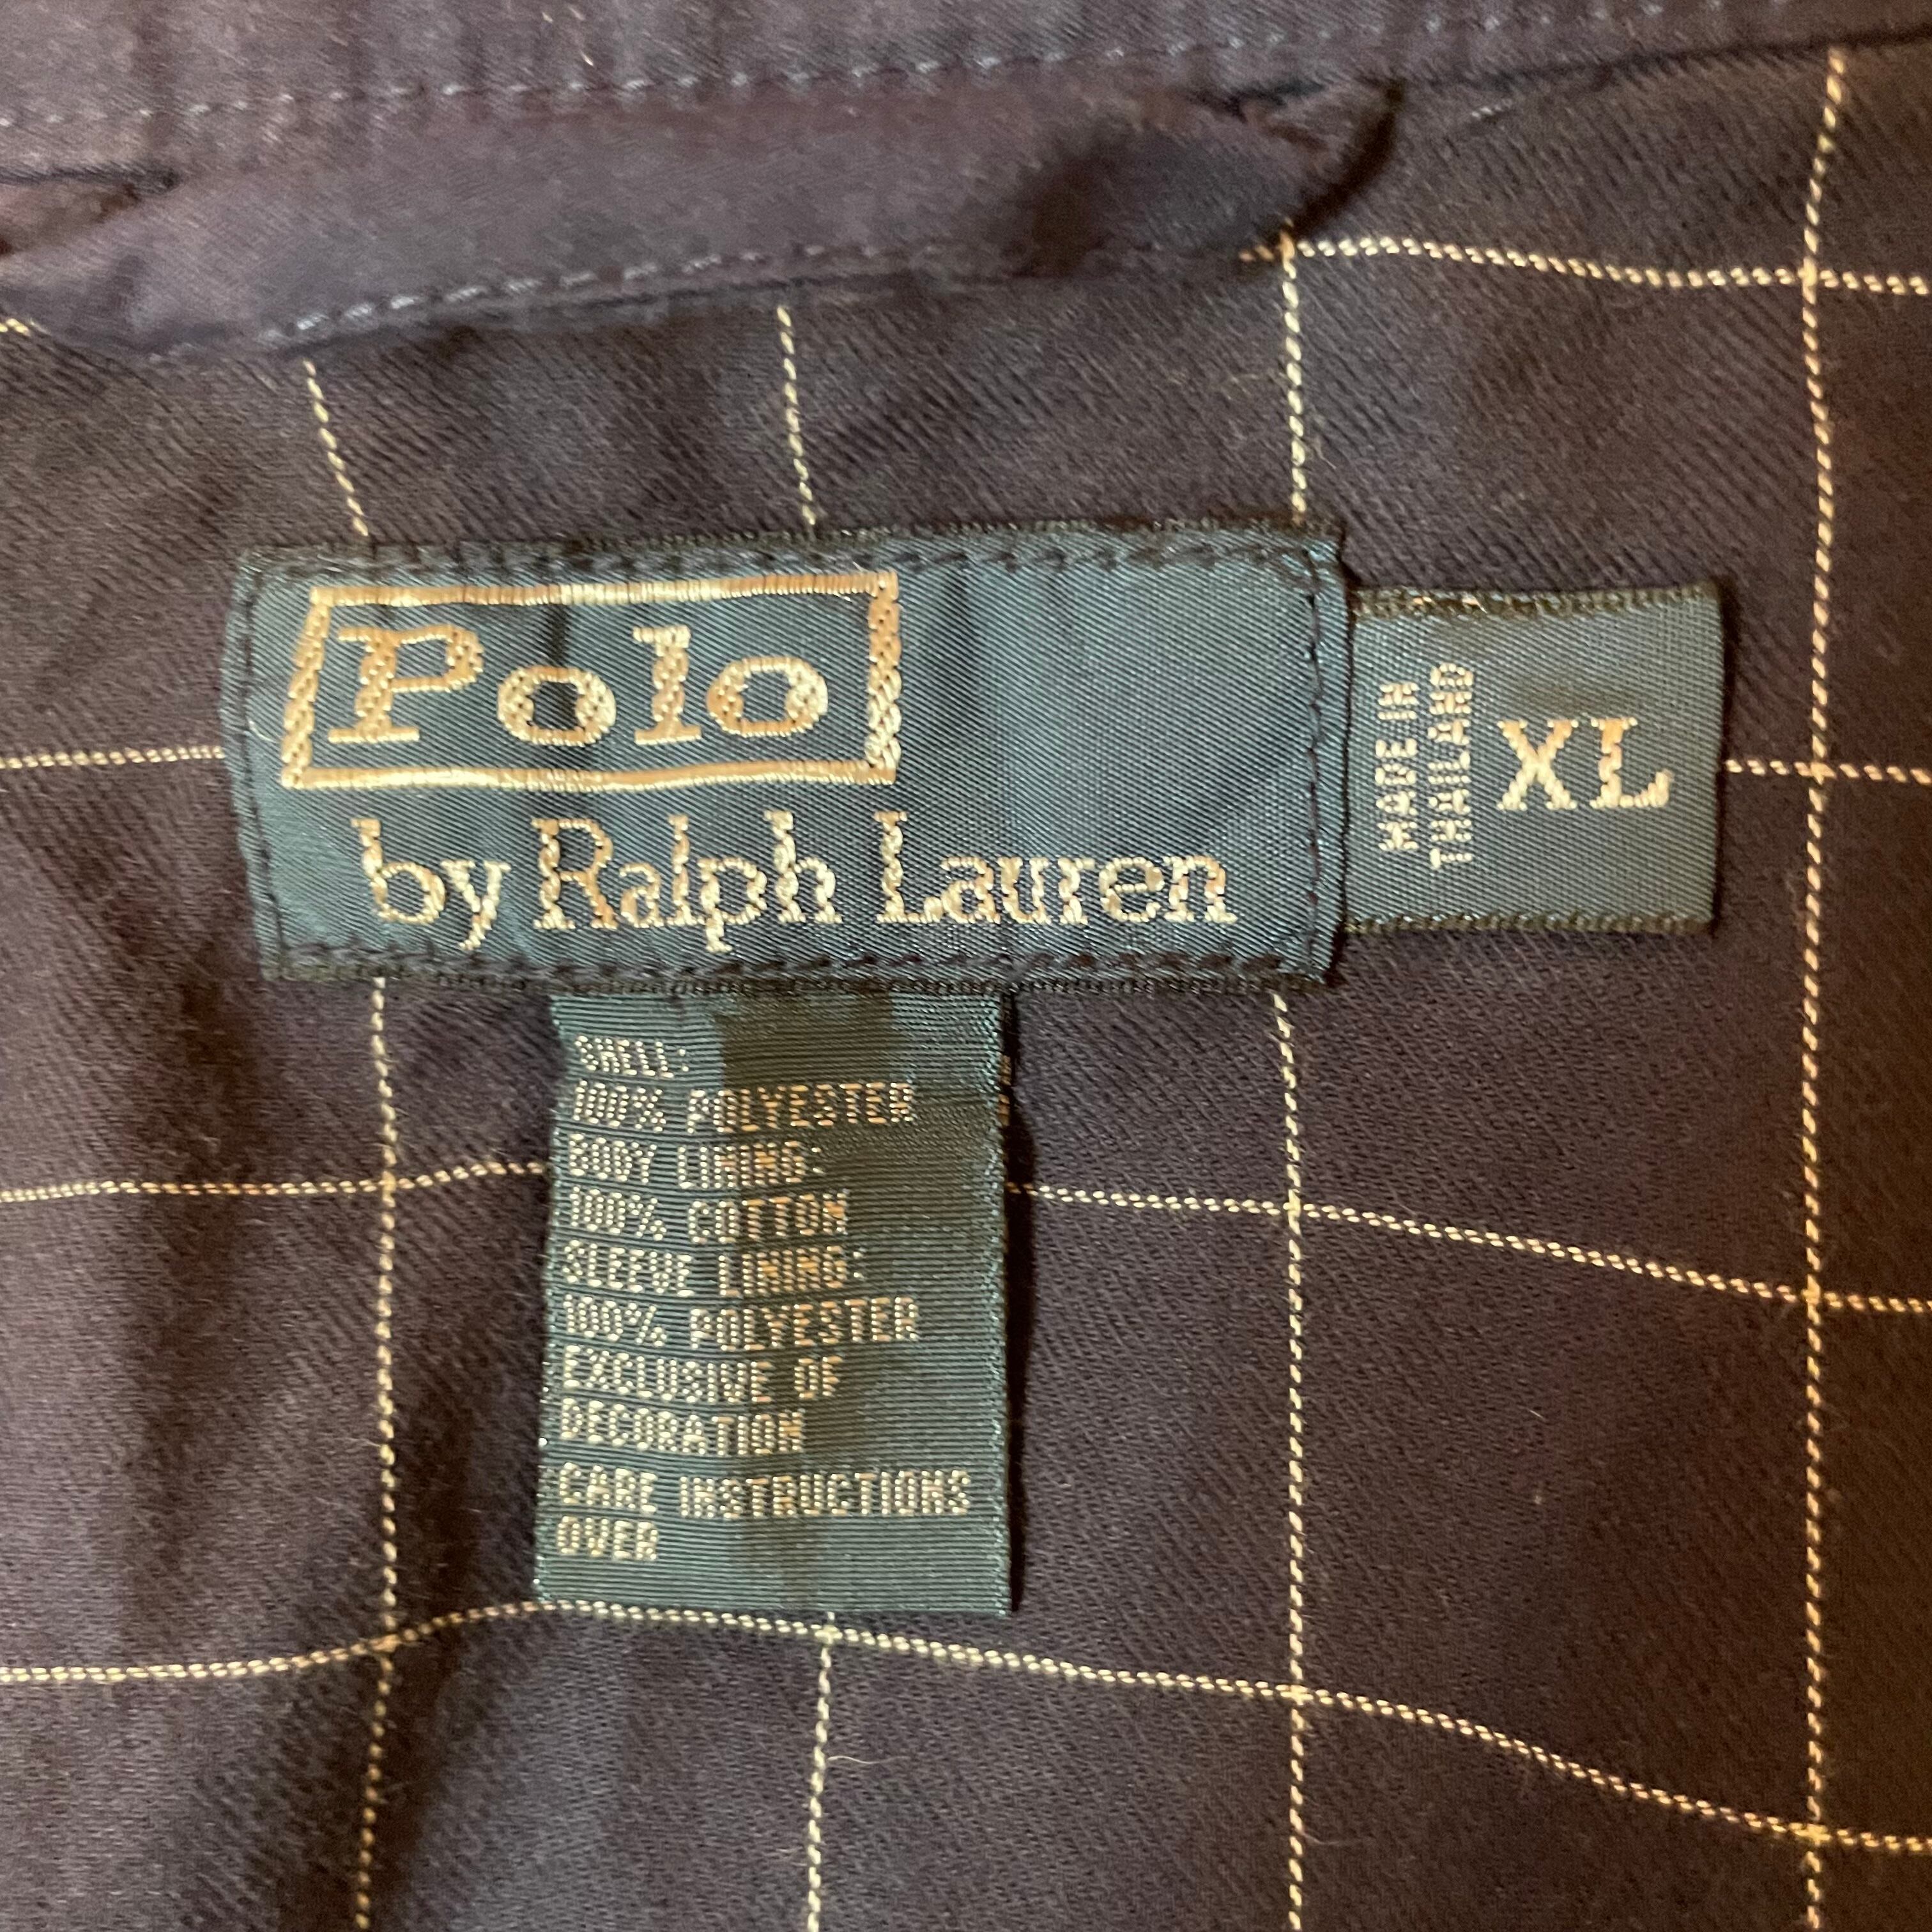 Polo
by Ralph Lauren
MADE IN
THAILAND
XL
SHELL:
100% POLYESTER
BODY LINING:
100% COTTON
SLEEVE LINING:
100% POLYESTER
EXCLUSIVE OF
DECORATION
CARE INSTRUCTIONS
OVER